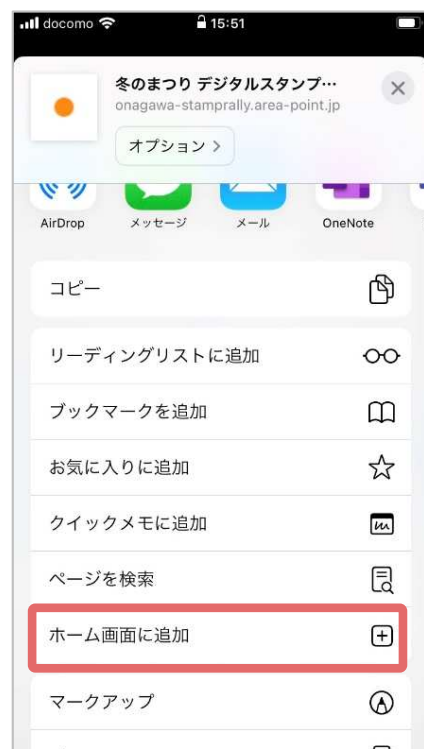 docomo 15:51
冬のまつり デジタルスタンプ…
onagawa-stamprally.area-point.jp
オプション
AirDrop メッセージ メール OneNote
コピー
リーディングリストに追加
ブックマークを追加
お気に入りに追加
クイックメモに追加
ページを検索
ホーム画面に追加
マークアップ